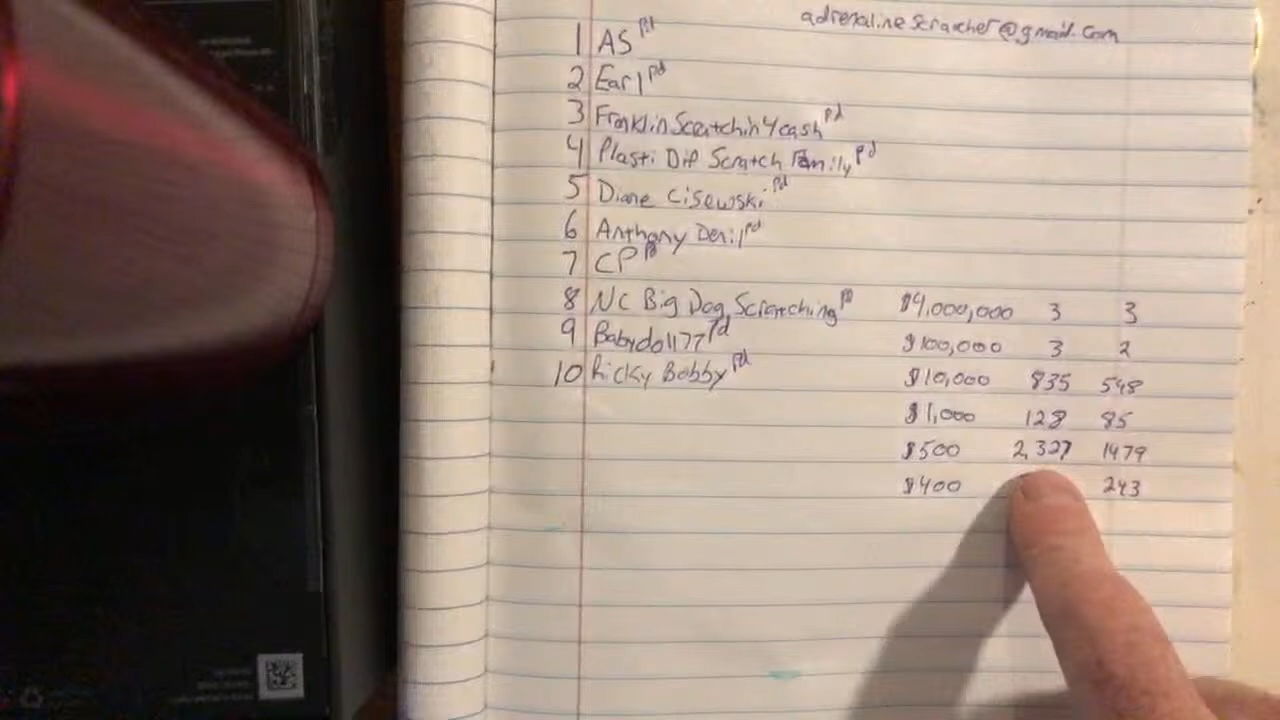 adrenalinescratcher@gmail.com
1 AS Pd
2 Earl Pd
3 Franklin Scratchin4cash Pd
4 Plasti Dip Scratch Family Pd
5 Diane Cisewski Pd
6 Anthony Deril Pd
7 CP Pd
8 NC Big Dog Scratching Pd $4,000,000 3 3
9 Babydoll77 Pd $100,000 3 2
10 Ricky Bobby Pd $10,000 835 548
$1,000 128 85
$500 2,327 1479
$400 243